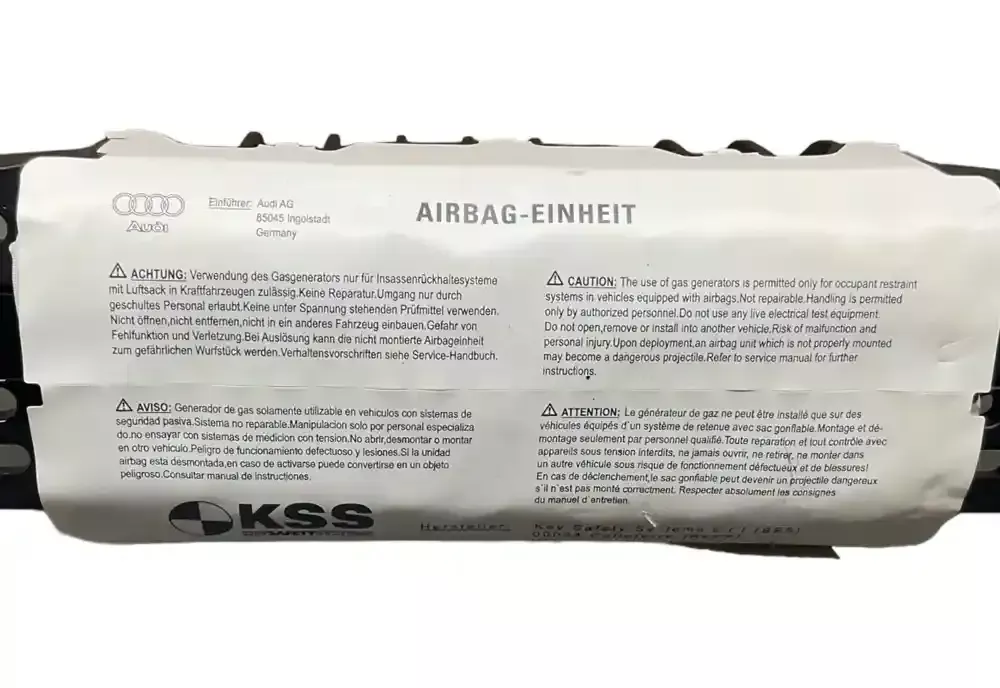 Audi
Einführer: Audi AG
85045 Ingolstadt
Germany
AIRBAG-EINHEIT
ACHTUNG: Verwendung des Gasgenerators nur für Insassenrückhaltesysteme
mit Luftsack in Kraftfahrzeugen zulässig.Keine Reparatur.Umgang nur durch
geschultes Personal erlaubt.Keine unter Spannung stehenden Prüfmittel verwenden.
Nicht öffnen,nicht entfernen,nicht in ein anderes Fahrzeug einbauen.Gefahr von
Fehlfunktion und Verletzung.Bei Auslösung kann die nicht montierte Airbageinheit
zum gefährlichen Wurfstück werden.Verhaltensvorschriften siehe Service-Handbuch.
CAUTION: The use of gas generators is permitted only for occupant restraint
systems in vehicles equipped with airbags.Not repairable.Handling is permitted
only by authorized personnel.Do not use any live electrical test equipment.
Do not open,remove or install into another vehicle.Risk of malfunction and
personal injury.Upon deployment,an airbag unit which is not properly mounted
may become a dangerous projectile.Refer to service manual for further
instructions.
AVISO: Generador de gas solamente utilizable en vehiculos con sistemas de
seguridad pasiva.Sistema no reparable.Manipulacion solo por personal especializa
do.no ensayar con sistemas de medicion con tension.No abrir,desmontar o montar
en otro vehiculo.Peligro de funcionamiento defectuoso y lesiones.Si la unidad
airbag esta desmontada,en caso de activarse puede convertirse en un objeto
peligroso.Consultar manual de instructiones.
ATTENTION: Le générateur de gaz ne peut être installé que sur des
véhicules équipés d'un système de retenue avec sac gonflable.Montage et dé-
montage seulement par personnel qualifié.Toute reparation et tout contrôle avec
appareils sous tension interdits, ne jamais ouvrir, ne retirer, ne monter dans
un autre véhicule sous risque de fonctionnement défectueux et de blessures!
En cas de déclenchement,le sac gonflable peut devenir un projectile dangereux
s'il n'est pas monté correctment. Respecter absolument les consignes
du manuel d'entretien.
KSS
Hersteller: Key Safety